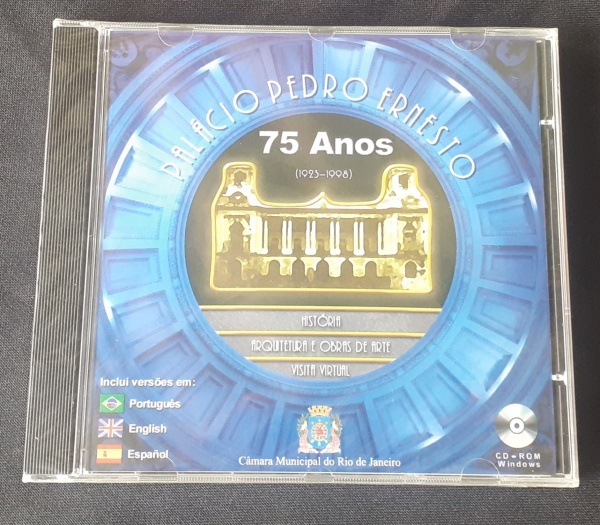 PALÁCIO PEDRO ERNESTO
75 Anos
(1923-1998)
HISTÓRIA
ARQUITETURA E OBRAS DE ARTE
VISITA VIRTUAL
Inclui versões em:
Português
English
Español
Câmara Municipal do Rio de Janeiro
CD-ROM
Windows